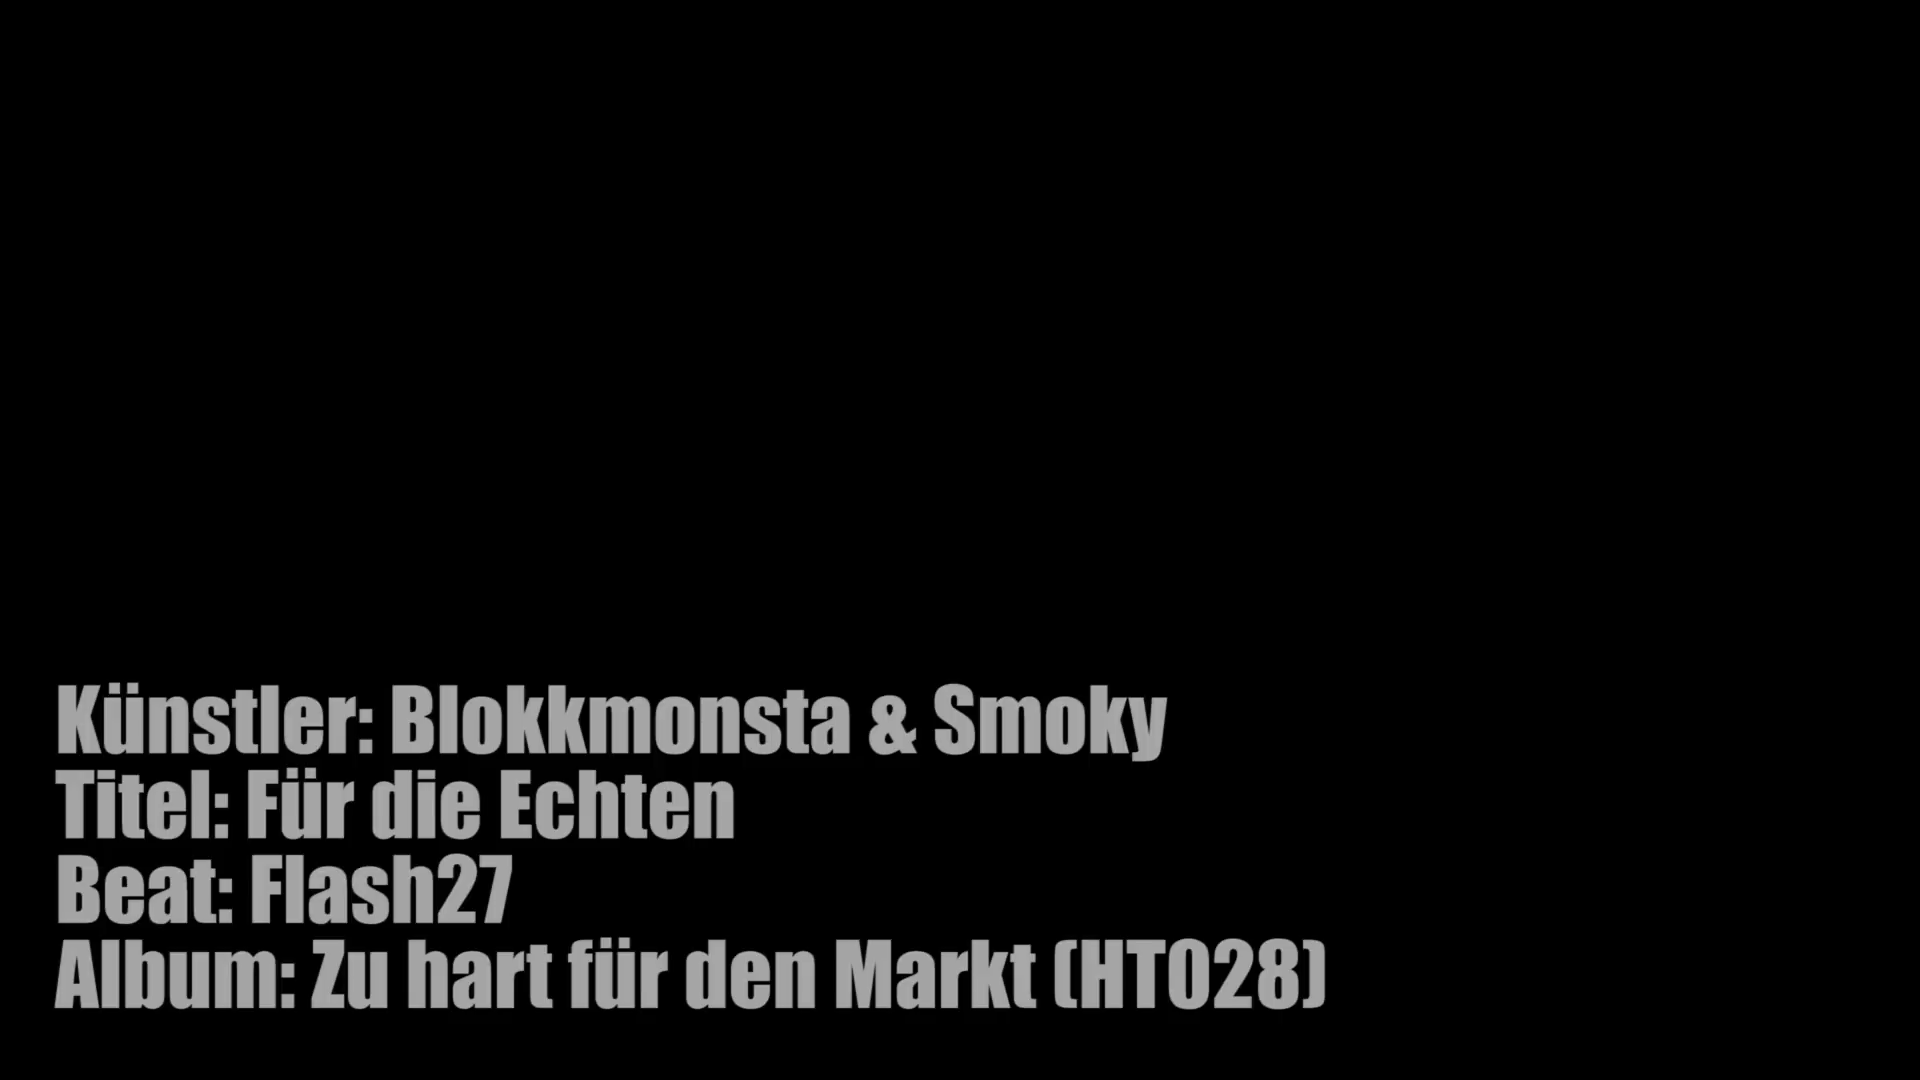 Künstler: Blokkmonsta & Smoky
Titel: Für die Echten
Beat: Flash27
Album: Zu hart für den Markt (HT028)